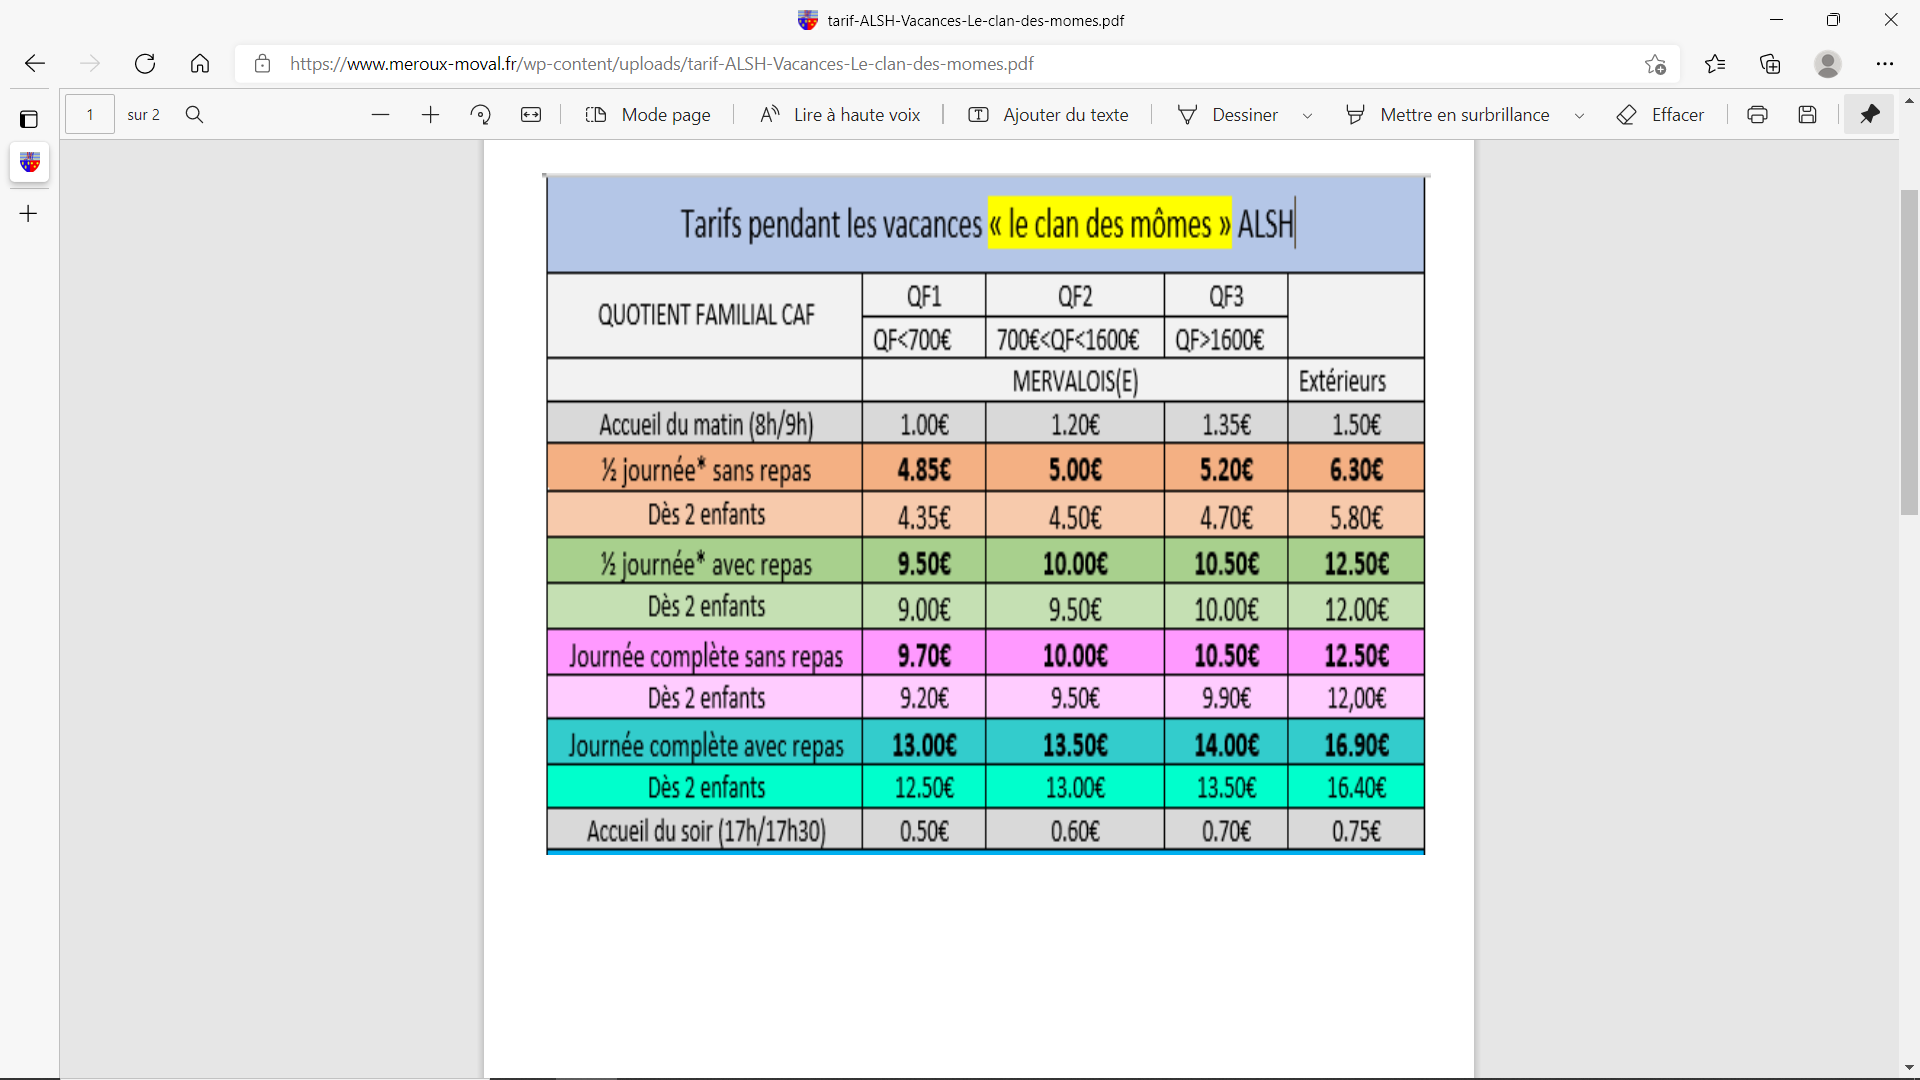 tarif-ALSH-Vacances-Le-clan-des-momes.pdf
https://www.meroux-moval.fr/wp-content/uploads/tarif-ALSH-Vacances-Le-clan-des-momes.pdf
1 sur 2 Mode page Lire à haute voix Ajouter du texte Dessiner Mettre en surbrillance Effacer
Tarifs pendant les vacances « le clan des mômes » ALSH
QUOTIENT FAMILIAL CAF QF1 QF2 QF3
QF<700€ 700€<QF<1600€ QF>1600€
MERVALOIS(E) Extérieurs
Accueil du matin (8h/9h) 1.00€ 1.20€ 1.35€ 1.50€
½ journée* sans repas 4.85€ 5.00€ 5.20€ 6.30€
Dès 2 enfants 4.35€ 4.50€ 4.70€ 5.80€
½ journée* avec repas 9.50€ 10.00€ 10.50€ 12.50€
Dès 2 enfants 9.00€ 9.50€ 10.00€ 12.00€
Journée complète sans repas 9.70€ 10.00€ 10.50€ 12.50€
Dès 2 enfants 9.20€ 9.50€ 9.90€ 12,00€
Journée complète avec repas 13.00€ 13.50€ 14.00€ 16.90€
Dès 2 enfants 12.50€ 13.00€ 13.50€ 16.40€
Accueil du soir (17h/17h30) 0.50€ 0.60€ 0.70€ 0.75€